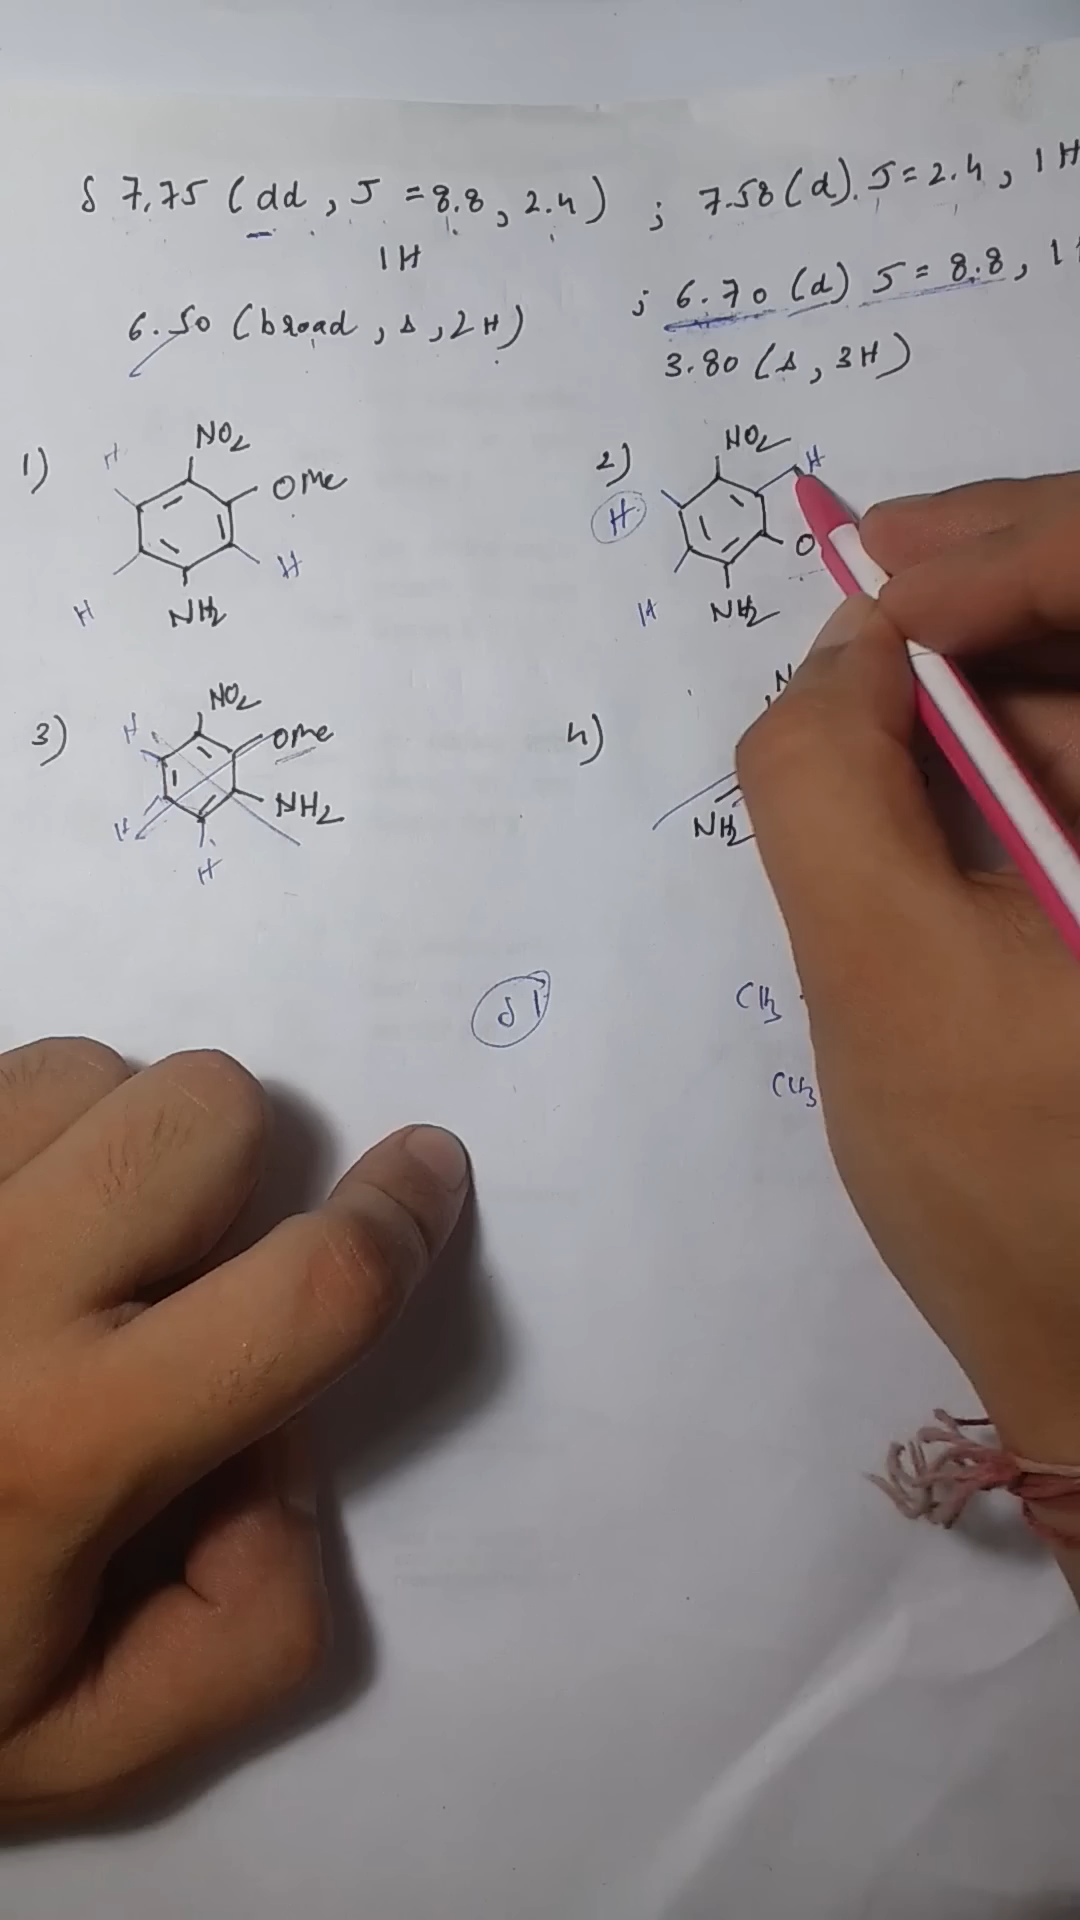 δ 7.75 (dd, J = 8.8, 2.4) ; 7.58 (d). J = 2.4, 1H
1H
; 6.70 (d) J = 8.8, 1
6.50 (broad, s, 2H)
3.80 (s, 3H)
1)
NO2
OMe
H
H
H
NH2
2)
NO2
H
H
O
H
NH2
3)
NO2
OMe
NH2
H
H
H
4)
N
NH2
CH3
CH3